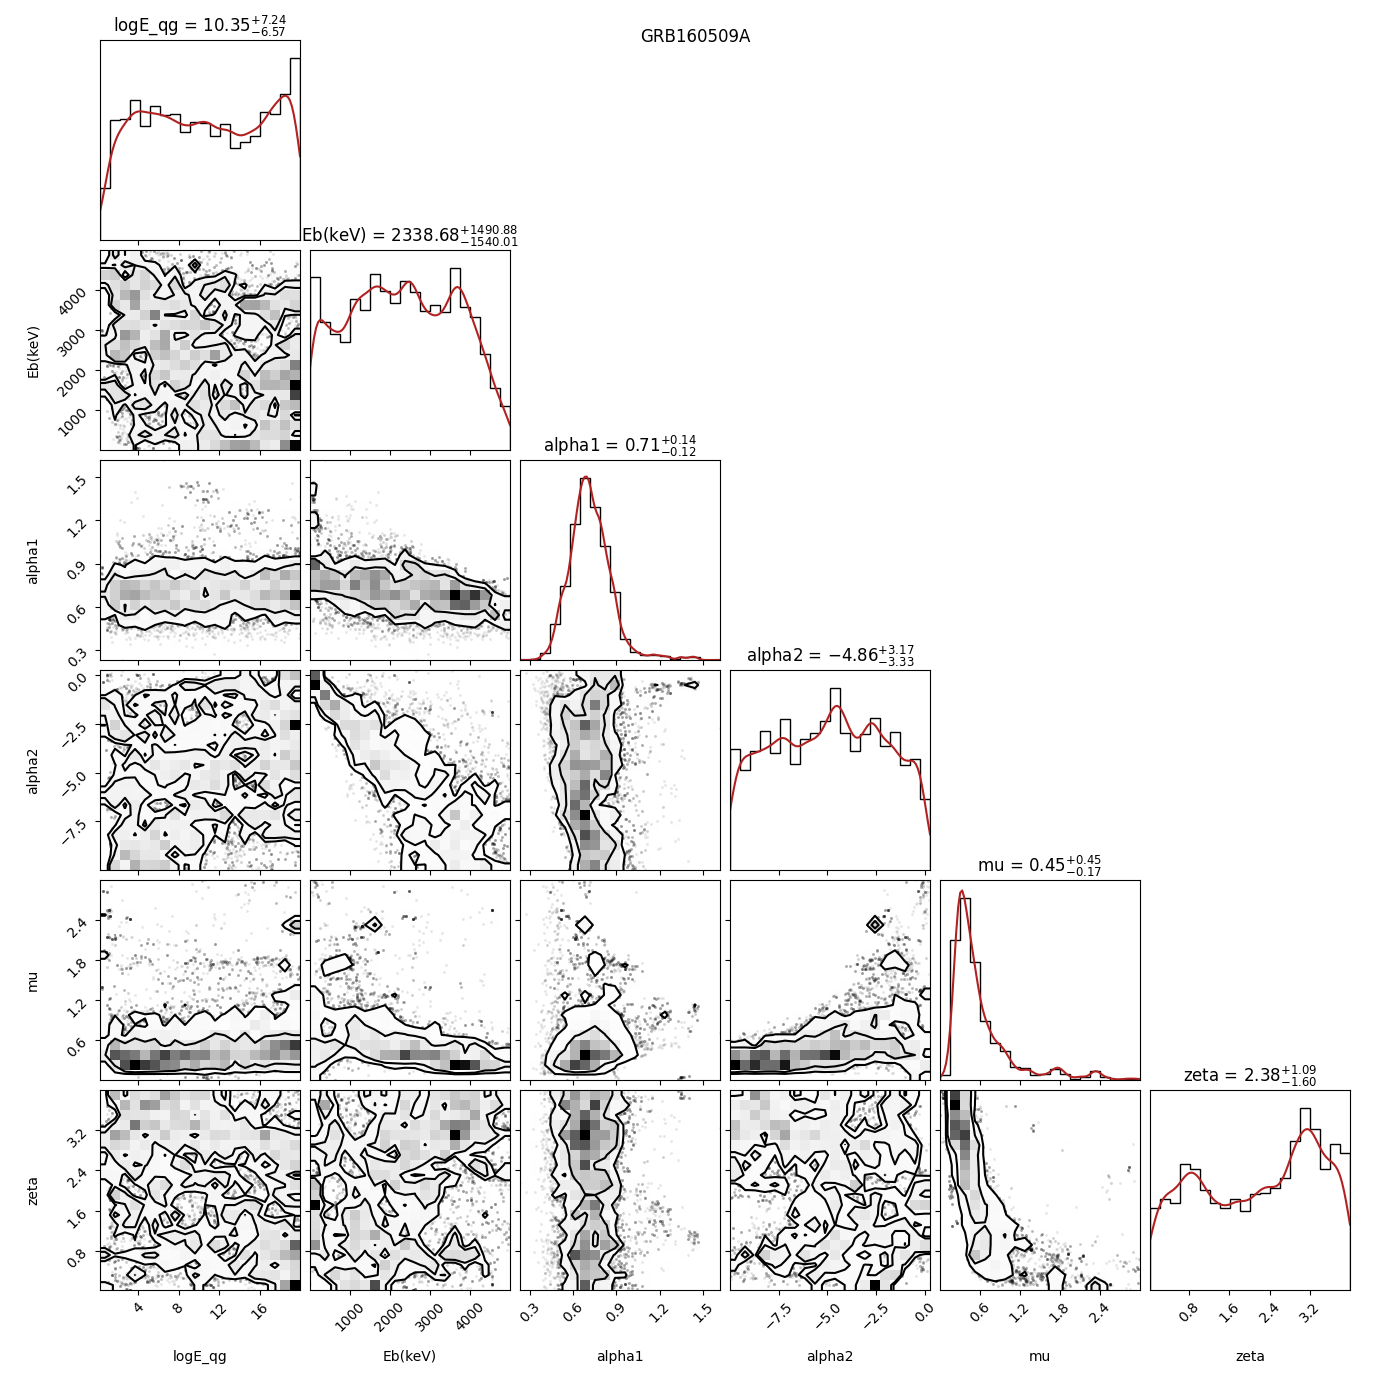 GRB160509A
logE_qg = 10.35+7.24−6.57
Eb(keV) = 2338.68+1490.88−1540.01
alpha1 = 0.71+0.14−0.12
alpha2 = −4.86+3.17−3.33
mu = 0.45+0.45−0.17
zeta = 2.38+1.09−1.60
Eb(keV)
4000
3000
2000
1000
alpha1
1.5
1.2
0.9
0.6
0.3
alpha2
0.0
−2.5
−5.0
−7.5
mu
2.4
1.8
1.2
0.6
zeta
3.2
2.4
1.6
0.8
4 8 12 16
1000 2000 3000 4000
0.3 0.6 0.9 1.2 1.5
−7.5 −5.0 −2.5 0.0
0.6 1.2 1.8 2.4
0.8 1.6 2.4 3.2
logE_qg Eb(keV) alpha1 alpha2 mu zeta